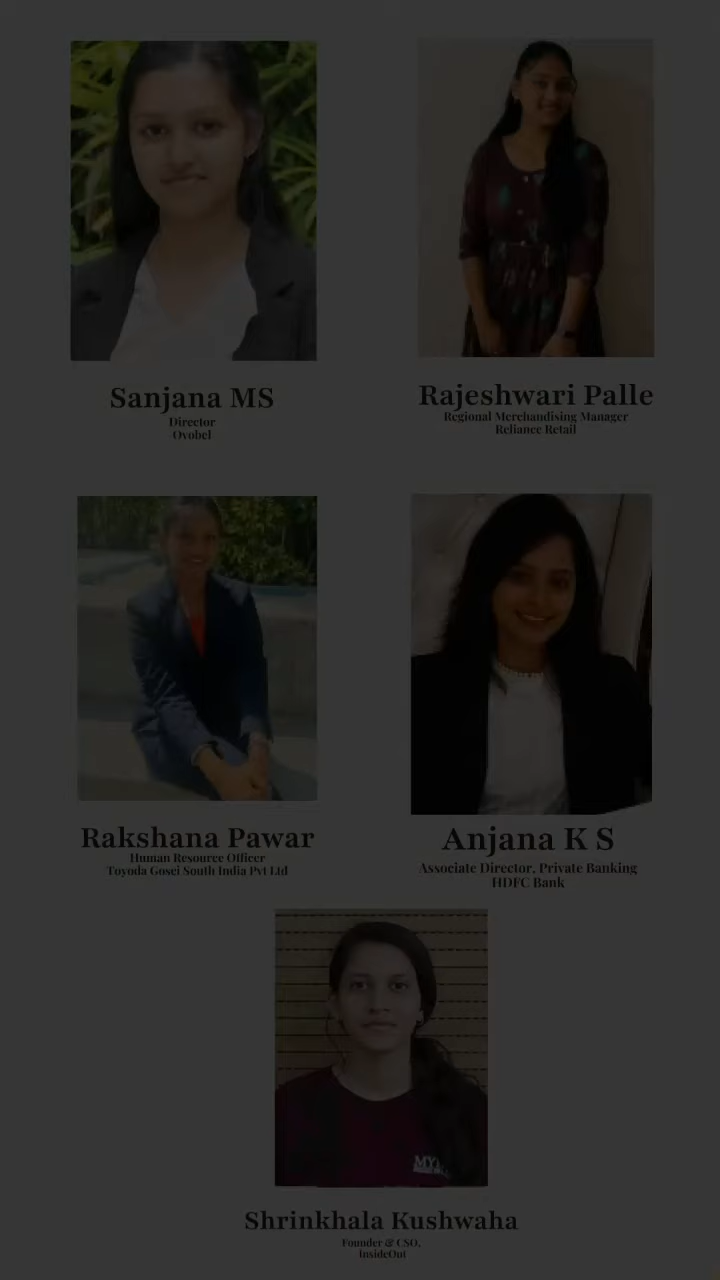 Sanjana MS
Director
Ovobel
Rajeshwari Palle
Regional Merchandising Manager
Reliance Retail
Rakshana Pawar
Human Resource Officer
Toyoda Gosei South India Pvt Ltd
Anjana K S
Associate Director, Private Banking
HDFC Bank
Shrinkhala Kushwaha
Founder & CSO,
InsideOut